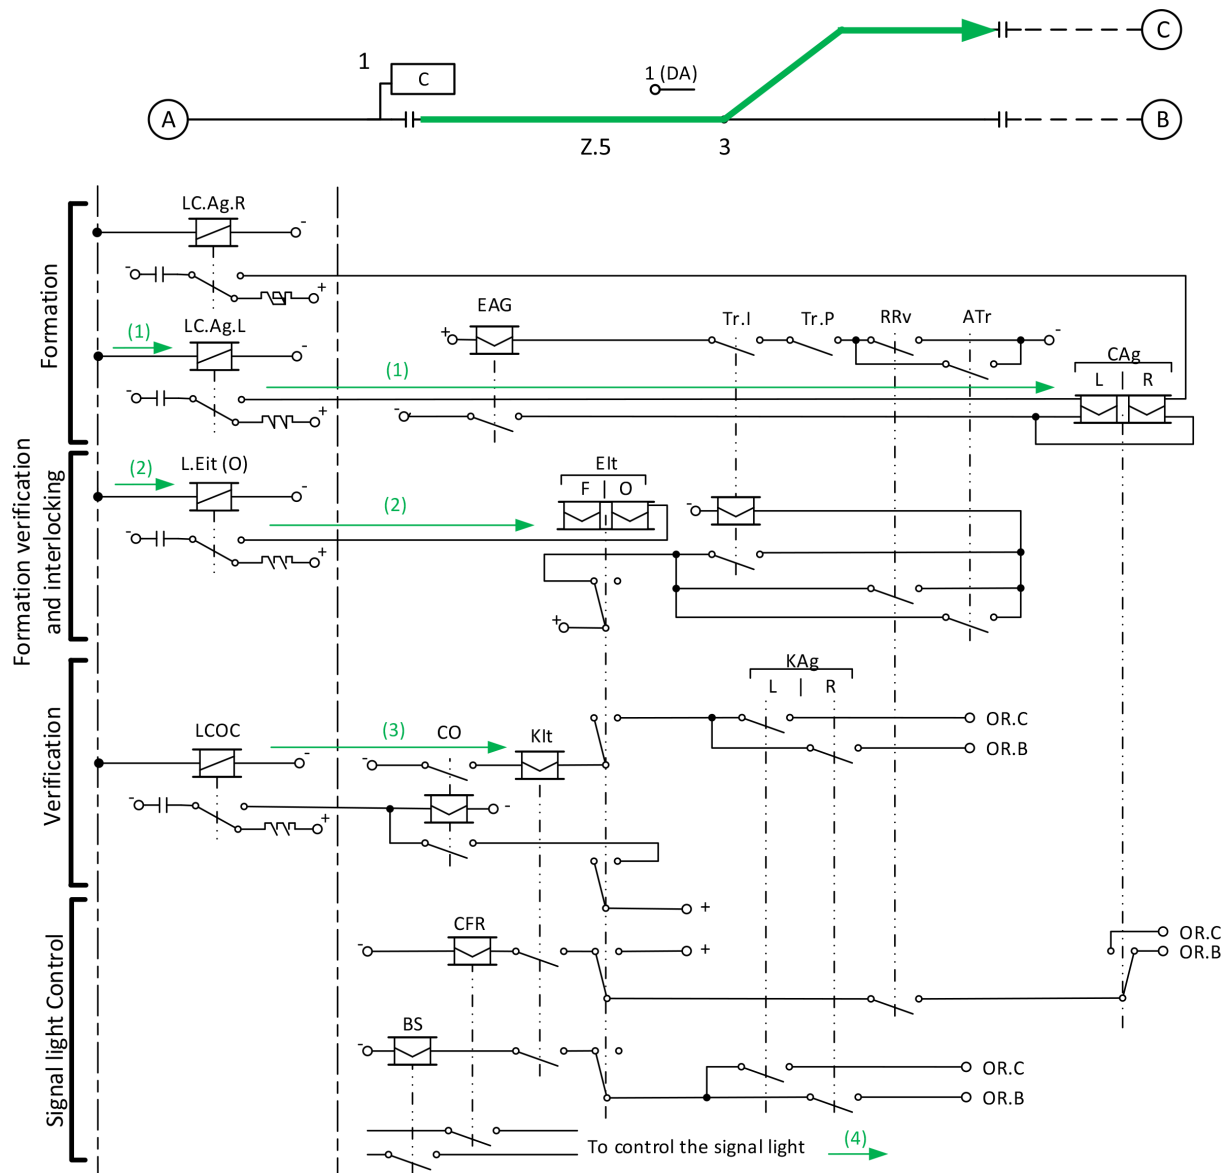 C
1
C
1 (DA)
A
B
Z.5
3
Formation
LC.Ag.R
-
-
+
EAG
Tr.I
Tr.P
RRv
ATr
(1)
LC.Ag.L
-
+
-
CAg
L | R
(1)
-
+
-
Formation verification
and interlocking
(2)
L.Eit (O)
-
EIt
F | O
(2)
-
-
+
+
Verification
KAg
L | R
LCOC
-
(3)
CO
KIt
OR.C
-
OR.B
-
+
-
+
Signal light Control
CFR
-
+
OR.C
OR.B
BS
-
OR.C
OR.B
To control the signal light
(4)